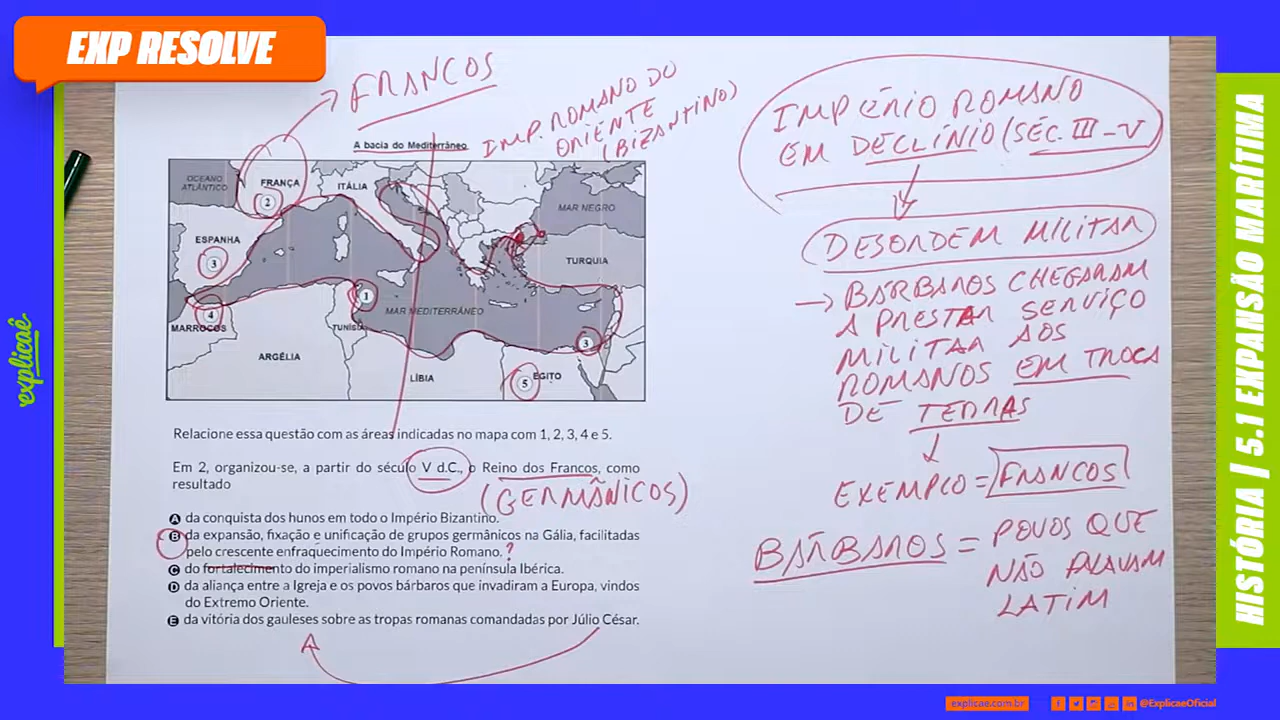 EXP RESOLVE
FRANCOS
IMP. ROMANO DO
ORIENTE
(BIZANTINO)
A bacia do Mediterrâneo
OCEANO
ATLÂNTICO
FRANÇA
2
ITÁLIA
MAR NEGRO
ESPANHA
3
TURQUIA
1
4
MAR MEDITERRÂNEO
MARROCOS
TUNÍSIA
3
ARGÉLIA
LÍBIA
5
EGITO
Relacione essa questão com as áreas indicadas no mapa com 1, 2, 3, 4 e 5.
Em 2, organizou-se, a partir do século V d.C., o Reino dos Francos, como
resultado
(GERMÂNICOS)
A da conquista dos hunos em todo o Império Bizantino.
B da expansão, fixação e unificação de grupos germânicos na Gália, facilitadas
pelo crescente enfraquecimento do Império Romano. ?
C do fortalecimento do imperialismo romano na península Ibérica.
D da aliança entre a Igreja e os povos bárbaros que invadiram a Europa, vindos
do Extremo Oriente.
E da vitória dos gauleses sobre as tropas romanas comandadas por Júlio César.
IMPÉRIO ROMANO
EM DECLÍNIO (SÉC. III - V)
DESORDEM MILITAR
→ BÁRBAROS CHEGARAM
A PRESTAR SERVIÇO
MILITAR AOS
ROMANOS EM TROCA
DE TERRAS
EXEMPLO = FRANCOS
BÁRBAROS = POVOS QUE
NÃO FALAVAM
LATIM
explicaê
HISTÓRIA | 5.1 EXPANSÃO MARÍTIMA
explicae.com.br
@ExplicaeOficial